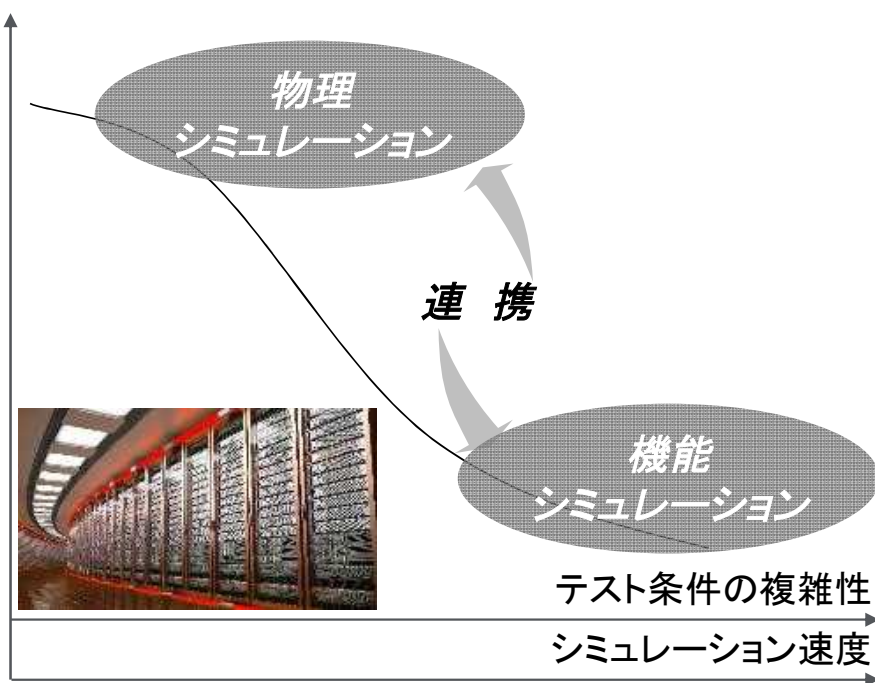 物理
シミュレーション
連 携
機能
シミュレーション
テスト条件の複雑性
シミュレーション速度